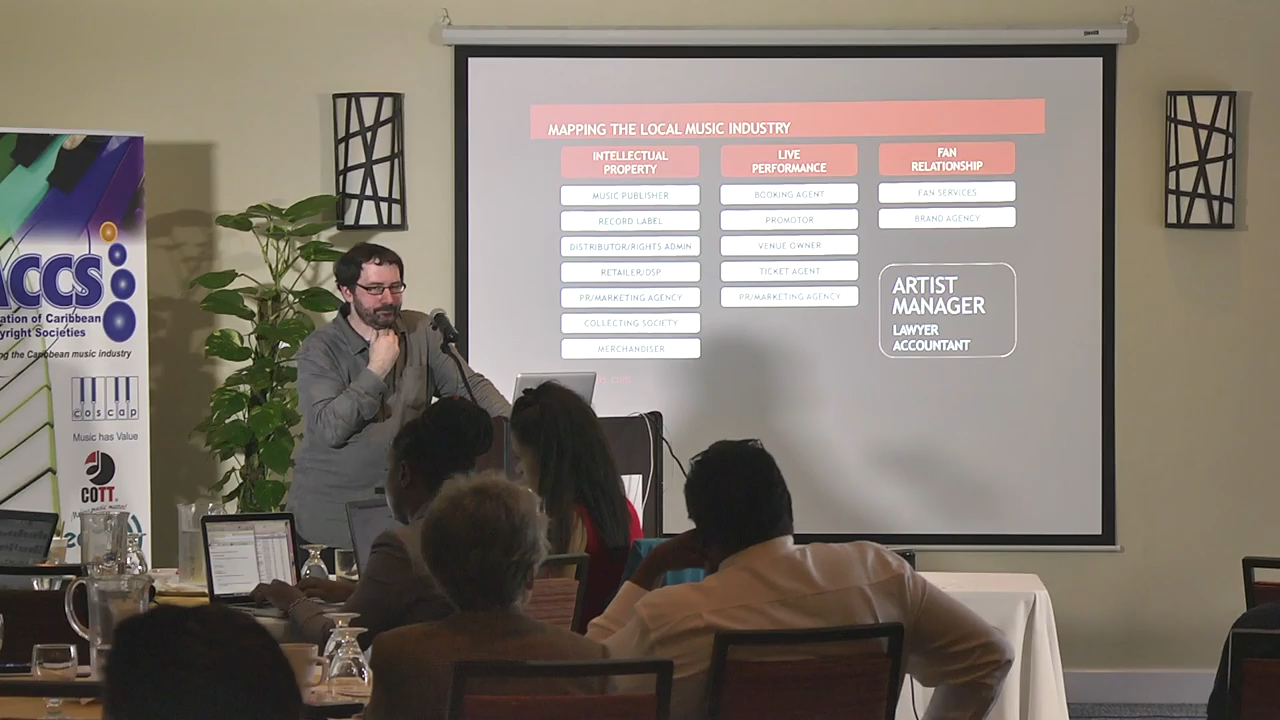 MAPPING THE LOCAL MUSIC INDUSTRY
INTELLECTUAL
PROPERTY
MUSIC PUBLISHER
RECORD LABEL
DISTRIBUTOR/RIGHTS ADMIN
RETAILER/DSP
PR/MARKETING AGENCY
COLLECTING SOCIETY
MERCHANDISER
LIVE
PERFORMANCE
BOOKING AGENT
PROMOTOR
VENUE OWNER
TICKET AGENT
PR/MARKETING AGENCY
FAN
RELATIONSHIP
FAN SERVICES
BRAND AGENCY
ARTIST
MANAGER
LAWYER
ACCOUNTANT
ACCS
ation of Caribbean
yright Societies
ng the Caribbean music industry
coscap
Music has Value
COTT